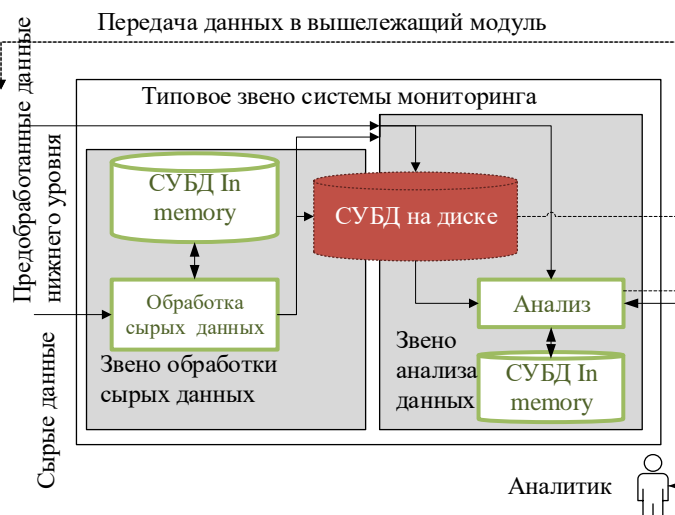 Передача данных в вышележащий модуль
Типовое звено системы мониторинга
Предобработанные данные
нижнего уровня
Сырые данные
СУБД In
memory
Обработка
сырых данных
Звено обработки
сырых данных
СУБД на диске
Анализ
Звено
анализа
данных
СУБД In
memory
Аналитик